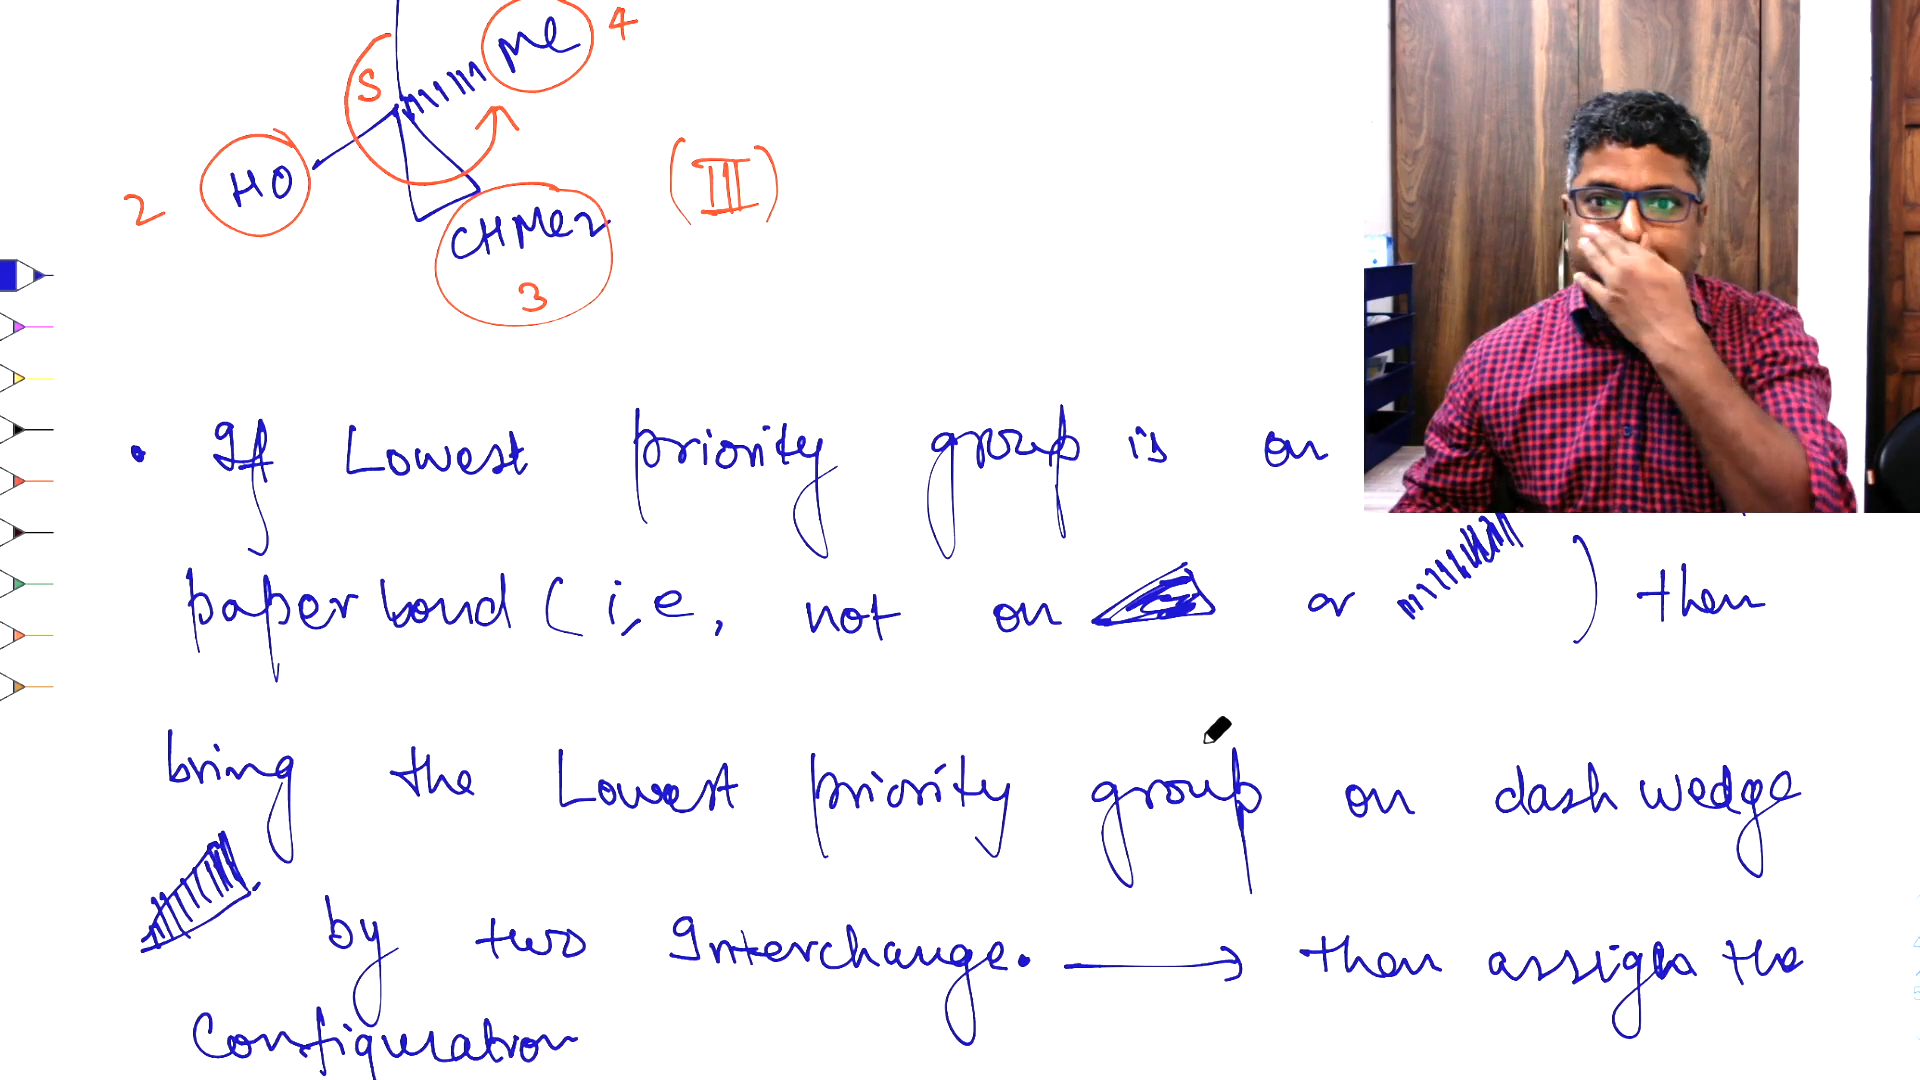 Me 4
S
HO
2
(III)
CHMe2
3
• If Lowest priority group is on
paper bond (i,e, not on or ) then
bring the Lowest priority group on dash wedge
by two Interchange. → then assign the
Configuration